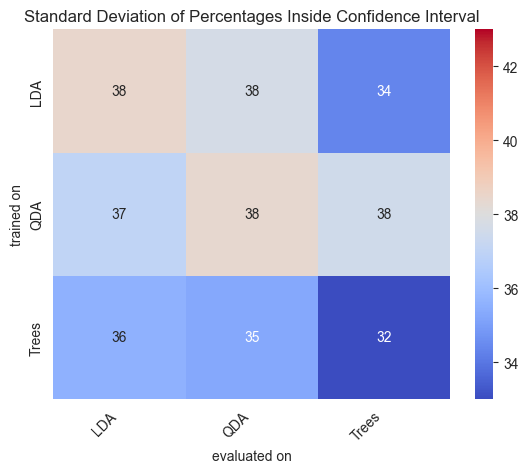 Standard Deviation of Percentages Inside Confidence Interval
trained on
LDA
38
38
34
QDA
37
38
38
Trees
36
35
32
LDA
QDA
Trees
evaluated on
42
40
38
36
34